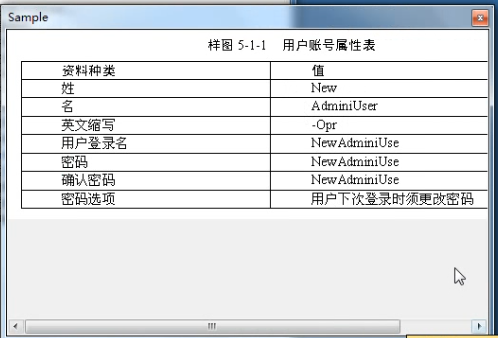 Sample
样图 5-1-1 用户账号属性表
资料种类 值
姓 New
名 AdminiUser
英文缩写 -Opr
用户登录名 NewAdminiUse
密码 NewAdminiUse
确认密码 NewAdminiUse
密码选项 用户下次登录时须更改密码